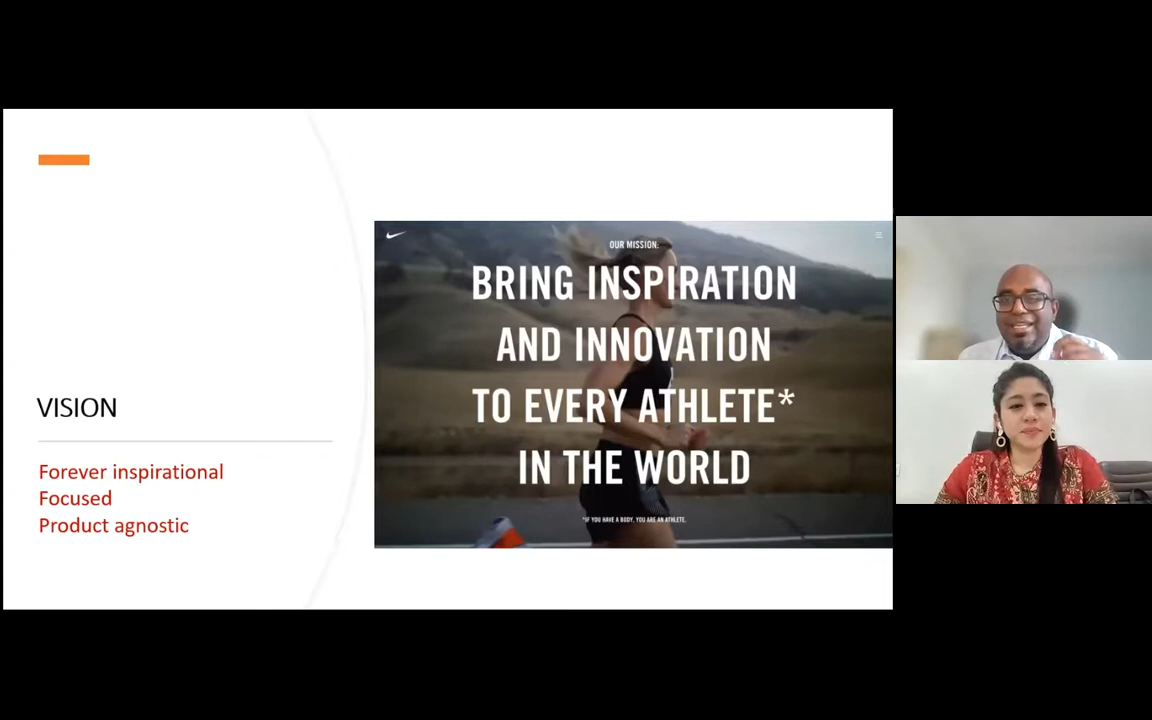 VISION
Forever inspirational
Focused
Product agnostic
OUR MISSION:
BRING INSPIRATION
AND INNOVATION
TO EVERY ATHLETE*
IN THE WORLD
*IF YOU HAVE A BODY, YOU ARE AN ATHLETE.